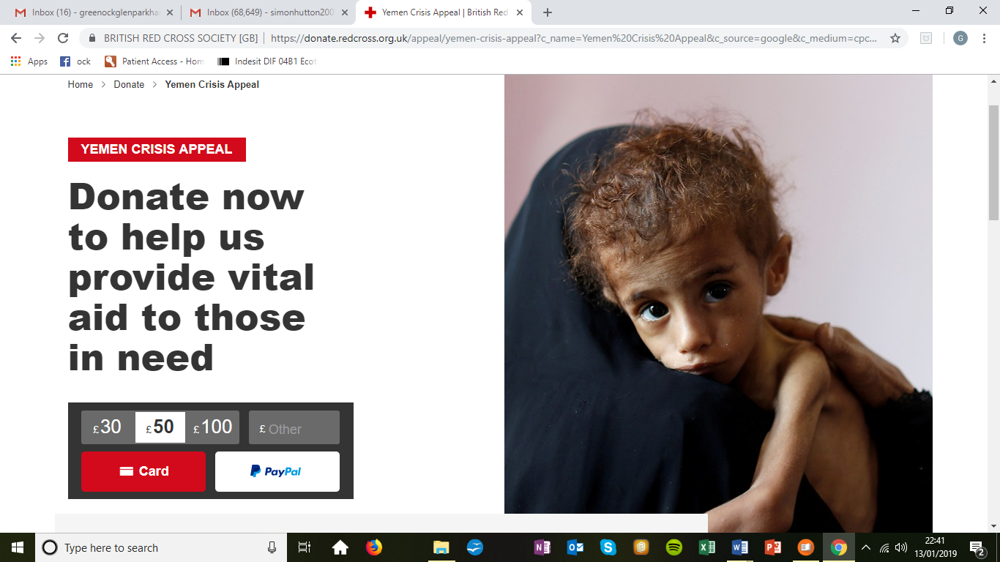 Inbox (16) - greenockglenparkha
Inbox (68,649) - simonhutton200
Yemen Crisis Appeal | British Red
BRITISH RED CROSS SOCIETY [GB]
https://donate.redcross.org.uk/appeal/yemen-crisis-appeal?c_name=Yemen%20Crisis%20Appeal&c_source=google&c_medium=cpc...
G
Apps
ock
Patient Access - Hom
Indesit DIF 04B1 Ecot
Home > Donate > Yemen Crisis Appeal
YEMEN CRISIS APPEAL
Donate now
to help us
provide vital
aid to those
in need
£30 £50 £100 £ Other
Card PayPal
Type here to search
22:41
13/01/2019
2